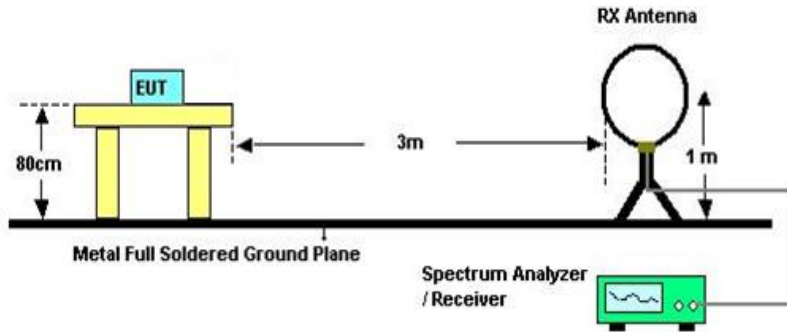 RX Antenna
EUT
80cm
3m
1 m
Metal Full Soldered Ground Plane
Spectrum Analyzer
/ Receiver